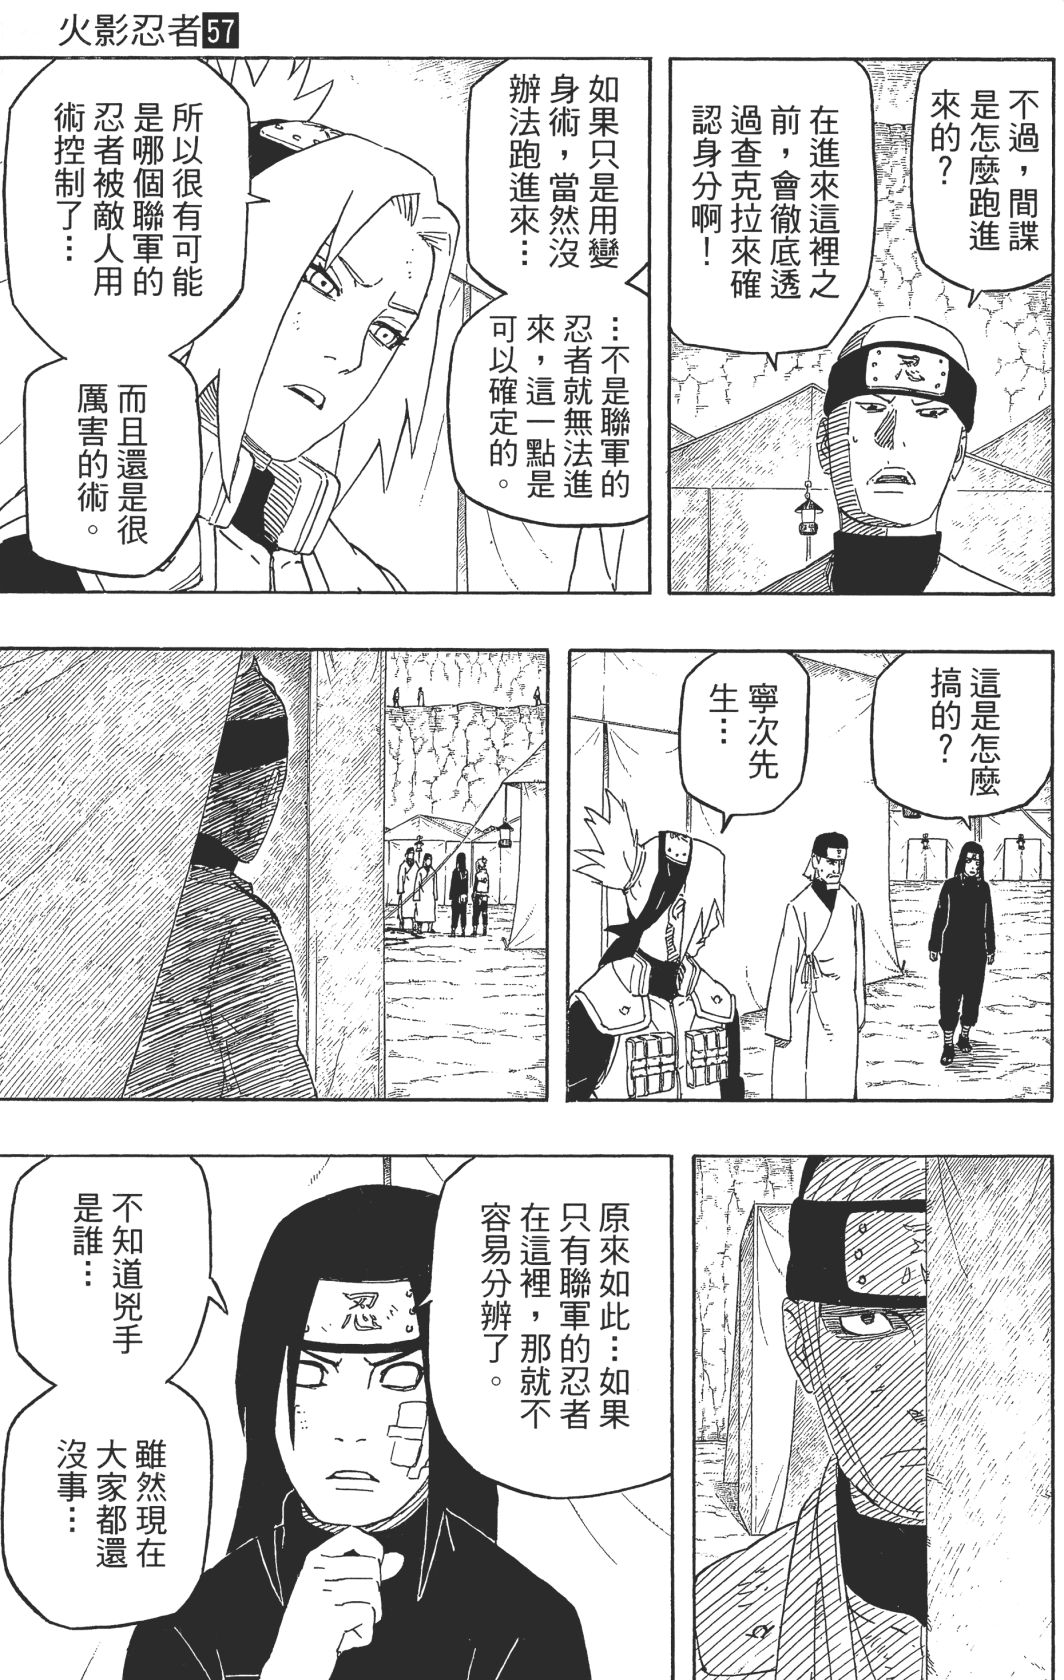 火影忍者57
不過，間諜
是怎麼跑進
來的？
在進來這裡之
前，會徹底透
過查克拉來確
認身分啊！
如果只是用變
身術，當然沒
辦法跑進來…
…不是聯軍的
忍者就無法進
來，這一點是
可以確定的。
所以很有可能
是哪個聯軍的
忍者被敵人用
術控制了…
而且還是很
厲害的術。
這是怎麼
搞的？
寧次先
生…
原來如此…如果
只有聯軍的忍者
在這裡，那就不
容易分辨了。
忍
忍
不知道兇手
是誰…
雖然現在
大家都還
沒事…